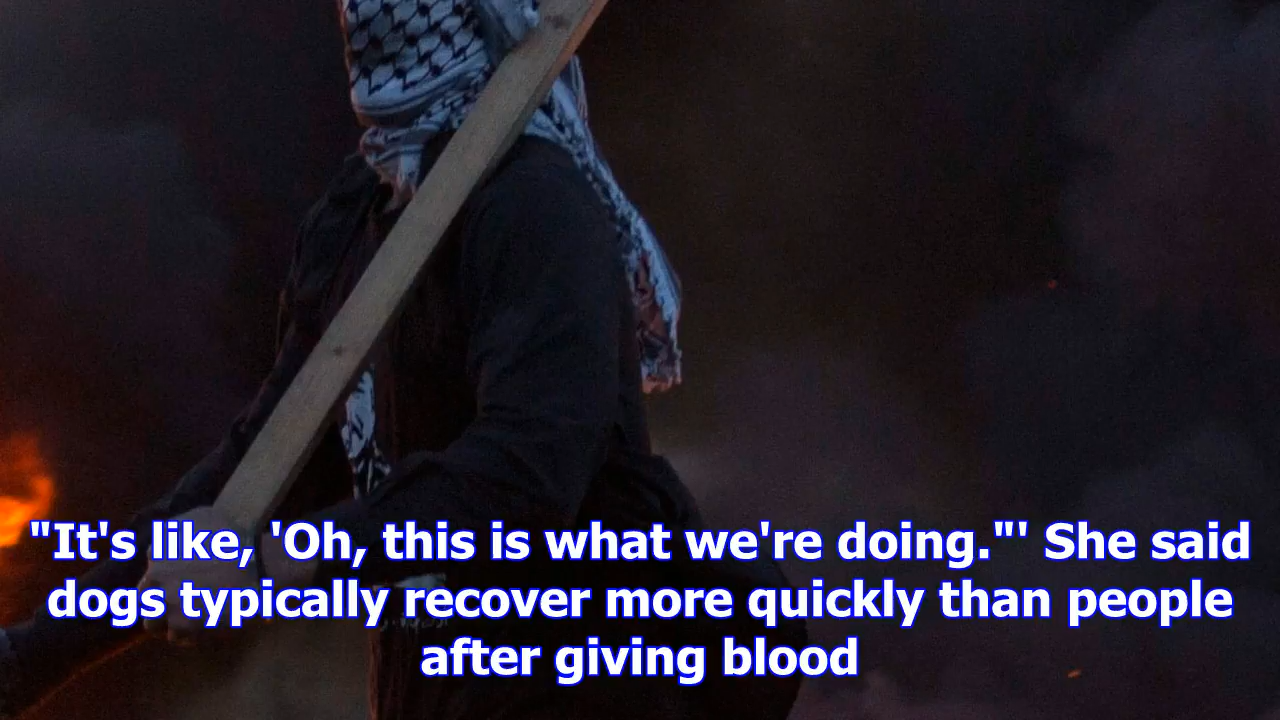 "It's like, 'Oh, this is what we're doing."' She said
dogs typically recover more quickly than people
after giving blood